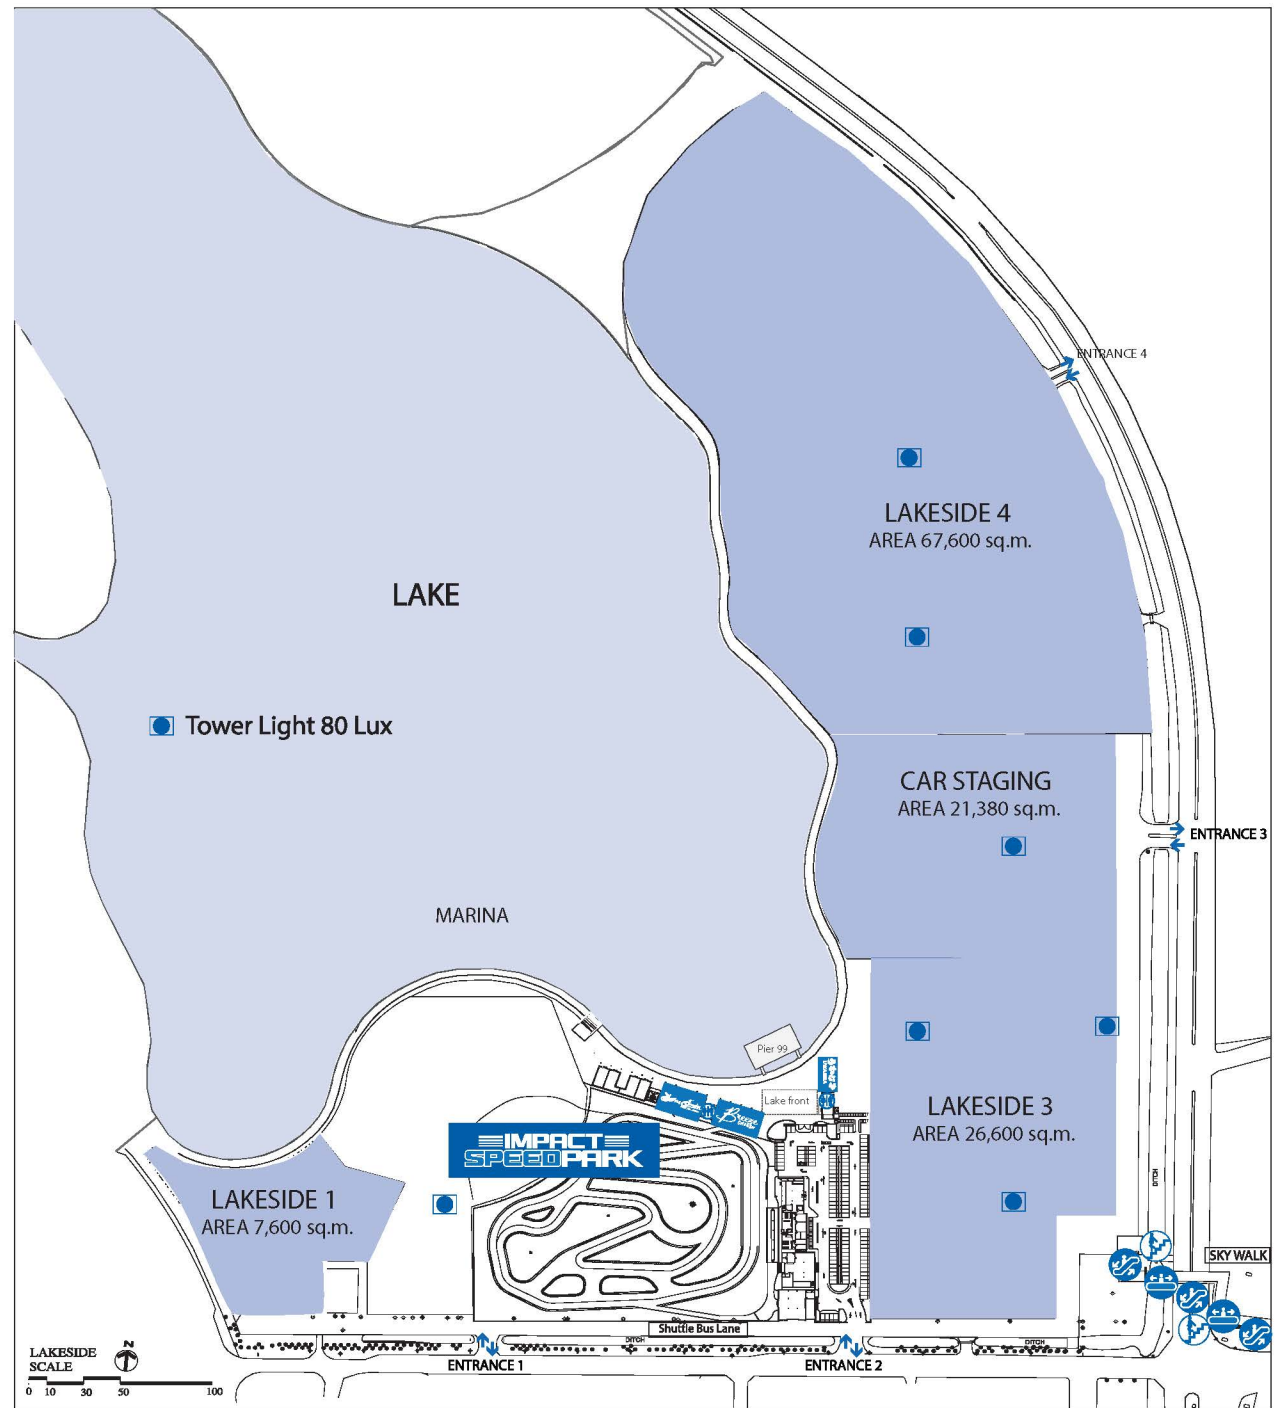 ENTRANCE 4
LAKESIDE 4
AREA 67,600 sq.m.
LAKE
Tower Light 80 Lux
CAR STAGING
AREA 21,380 sq.m.
ENTRANCE 3
MARINA
Pier 99
Lake front
Breeze
IMPACT
SPEEDPARK
LAKESIDE 3
AREA 26,600 sq.m.
DITCH
LAKESIDE 1
AREA 7,600 sq.m.
SKY WALK
Shuttle Bus Lane
DITCH
DITCH
ENTRANCE 1
ENTRANCE 2
LAKESIDE
SCALE
N
0 10 30 50 100